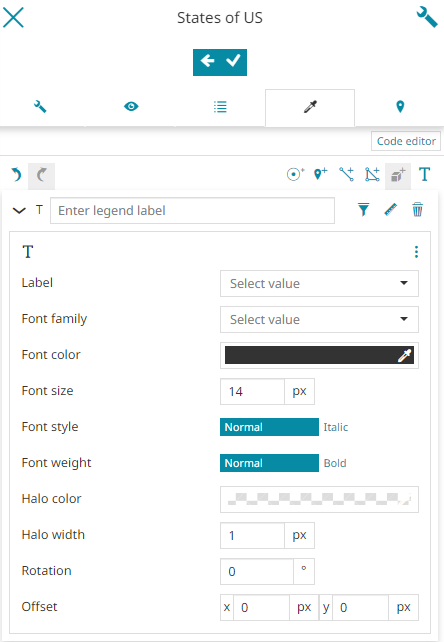 States of US
Code editor
T
T Enter legend label
T
Label Select value
Font family Select value
Font color
Font size 14 px
Font style Normal Italic
Font weight Normal Bold
Halo color
Halo width 1 px
Rotation 0 °
Offset x 0 px y 0 px